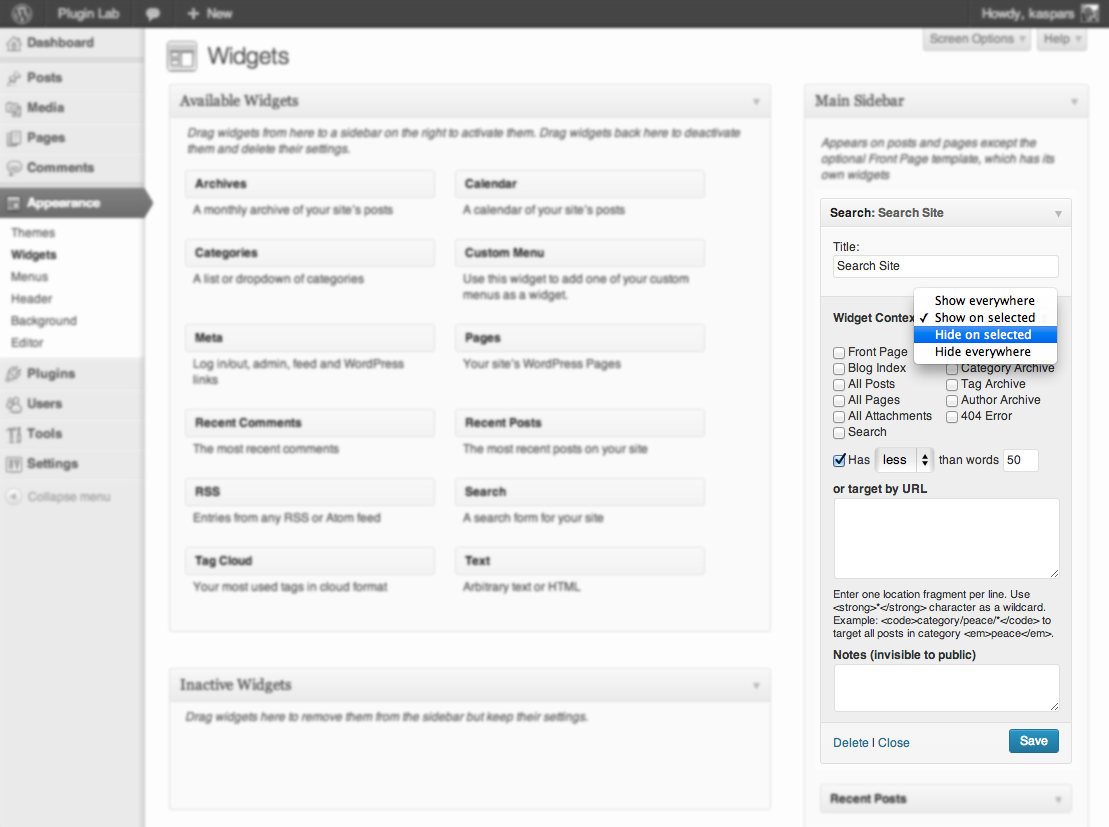 Plugin Lab
+ New
Howdy, kaspars
Dashboard
Posts
Media
Pages
Comments
Appearance
Themes
Widgets
Menus
Header
Background
Editor
Plugins
Users
Tools
Settings
Collapse menu
Screen Options
Help
Widgets
Available Widgets
Drag widgets from here to a sidebar on the right to activate them. Drag widgets back here to deactivate
them and delete their settings.
Archives
A monthly archive of your site's posts
Calendar
A calendar of your site's posts
Categories
A list or dropdown of categories
Custom Menu
Use this widget to add one of your custom
menus as a widget.
Meta
Log in/out, admin, feed and WordPress
links
Pages
Your site's WordPress Pages
Recent Comments
The most recent comments
Recent Posts
The most recent posts on your site
RSS
Entries from any RSS or Atom feed
Search
A search form for your site
Tag Cloud
Your most used tags in cloud format
Text
Arbitrary text or HTML
Inactive Widgets
Drag widgets here to remove them from the sidebar but keep their settings.
Main Sidebar
Appears on posts and pages except the
optional Front Page template, which has its
own widgets
Search: Search Site
Title:
Search Site
Widget Contex
Show everywhere
✓ Show on selected
Hide on selected
Hide everywhere
Front Page
Blog Index
All Posts
All Pages
All Attachments
Search
Category Archive
Tag Archive
Author Archive
404 Error
Has less than words 50
or target by URL
Enter one location fragment per line. Use
&lt;strong&gt;*&lt;/strong&gt; character as a wildcard.
Example: &lt;code&gt;category/peace/*&lt;/code&gt; to
target all posts in category &lt;em&gt;peace&lt;/em&gt;.
Notes (invisible to public)
Delete | Close
Save
Recent Posts